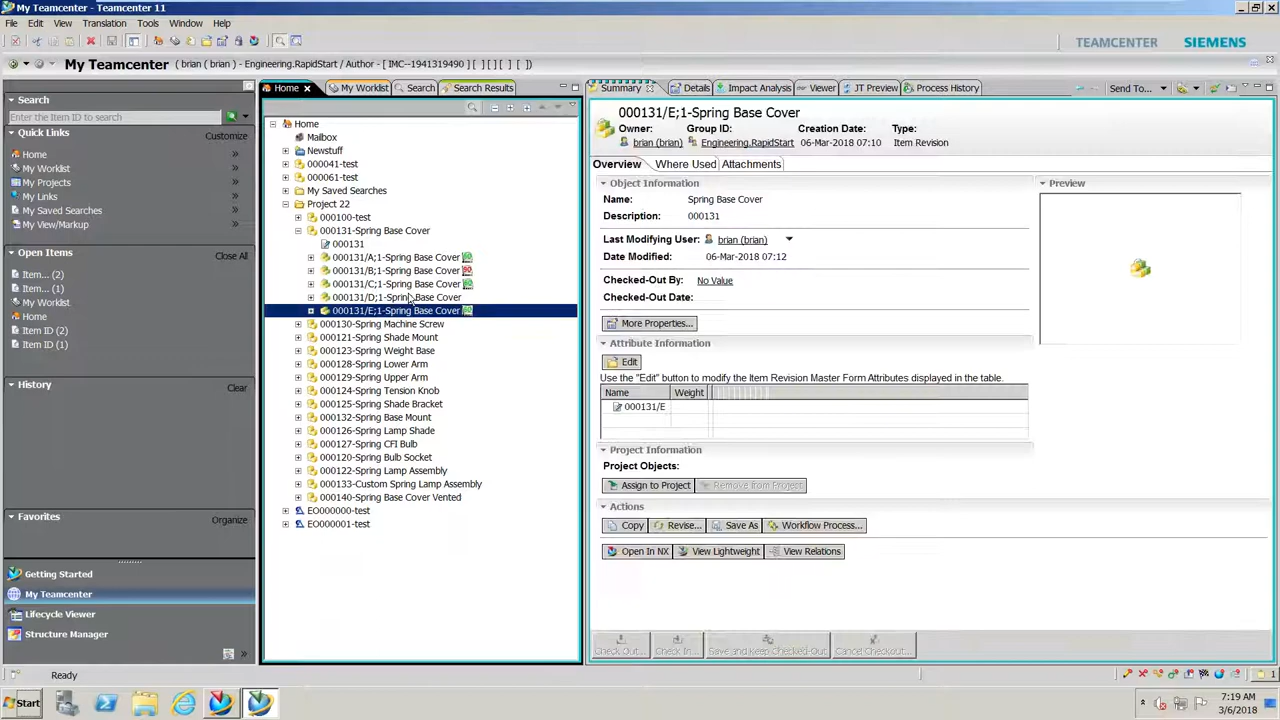 My Teamcenter - Teamcenter 11
File Edit View Translation Tools Window Help
TEAMCENTER SIEMENS
My Teamcenter ( brian ( brian) - Engineering.RapidStart / Author - [ IMC--1941319490 ] [ ] [ ] [ ] [ ] )
Search
Enter the Item ID to search
Quick Links Customize
Home
My Worklist
My Projects
My Links
My Saved Searches
My View/Markup
Open Items Close All
Item... (2)
Item... (1)
My Worklist
Home
Item ID (2)
Item ID (1)
History Clear
Favorites Organize
Getting Started
My Teamcenter
Lifecycle Viewer
Structure Manager
Home My Worklist Search Search Results
Home
Mailbox
Newstuff
000041-test
000061-test
My Saved Searches
Project 22
000100-test
000131-Spring Base Cover
000131
000131/A;1-Spring Base Cover
000131/B;1-Spring Base Cover
000131/C;1-Spring Base Cover
000131/D;1-Spring Base Cover
000131/E;1-Spring Base Cover
000130-Spring Machine Screw
000121-Spring Shade Mount
000123-Spring Weight Base
000128-Spring Lower Arm
000129-Spring Upper Arm
000124-Spring Tension Knob
000125-Spring Shade Bracket
000132-Spring Base Mount
000126-Spring Lamp Shade
000127-Spring CFI Bulb
000120-Spring Bulb Socket
000122-Spring Lamp Assembly
000133-Custom Spring Lamp Assembly
000140-Spring Base Cover Vented
EO000000-test
EO000001-test
Summary Details Impact Analysis Viewer JT Preview Process History Send To...
000131/E;1-Spring Base Cover
Owner: Group ID: Creation Date: Type:
brian (brian) Engineering.RapidStart 06-Mar-2018 07:10 Item Revision
Overview Where Used Attachments
Object Information
Name: Spring Base Cover
Description: 000131
Last Modifying User: brian (brian)
Date Modified: 06-Mar-2018 07:12
Checked-Out By: No Value
Checked-Out Date:
More Properties...
Attribute Information
Edit
Use the "Edit" button to modify the Item Revision Master Form Attributes displayed in the table.
Name Weight
000131/E
Project Information
Project Objects:
Assign to Project Remove from Project
Actions
Copy Revise... Save As Workflow Process...
Open In NX View Lightweight View Relations
Preview
Check Out... Check In... Save and Keep Checked-Out Cancel Checkout...
Ready
1
Start
7:19 AM
3/6/2018